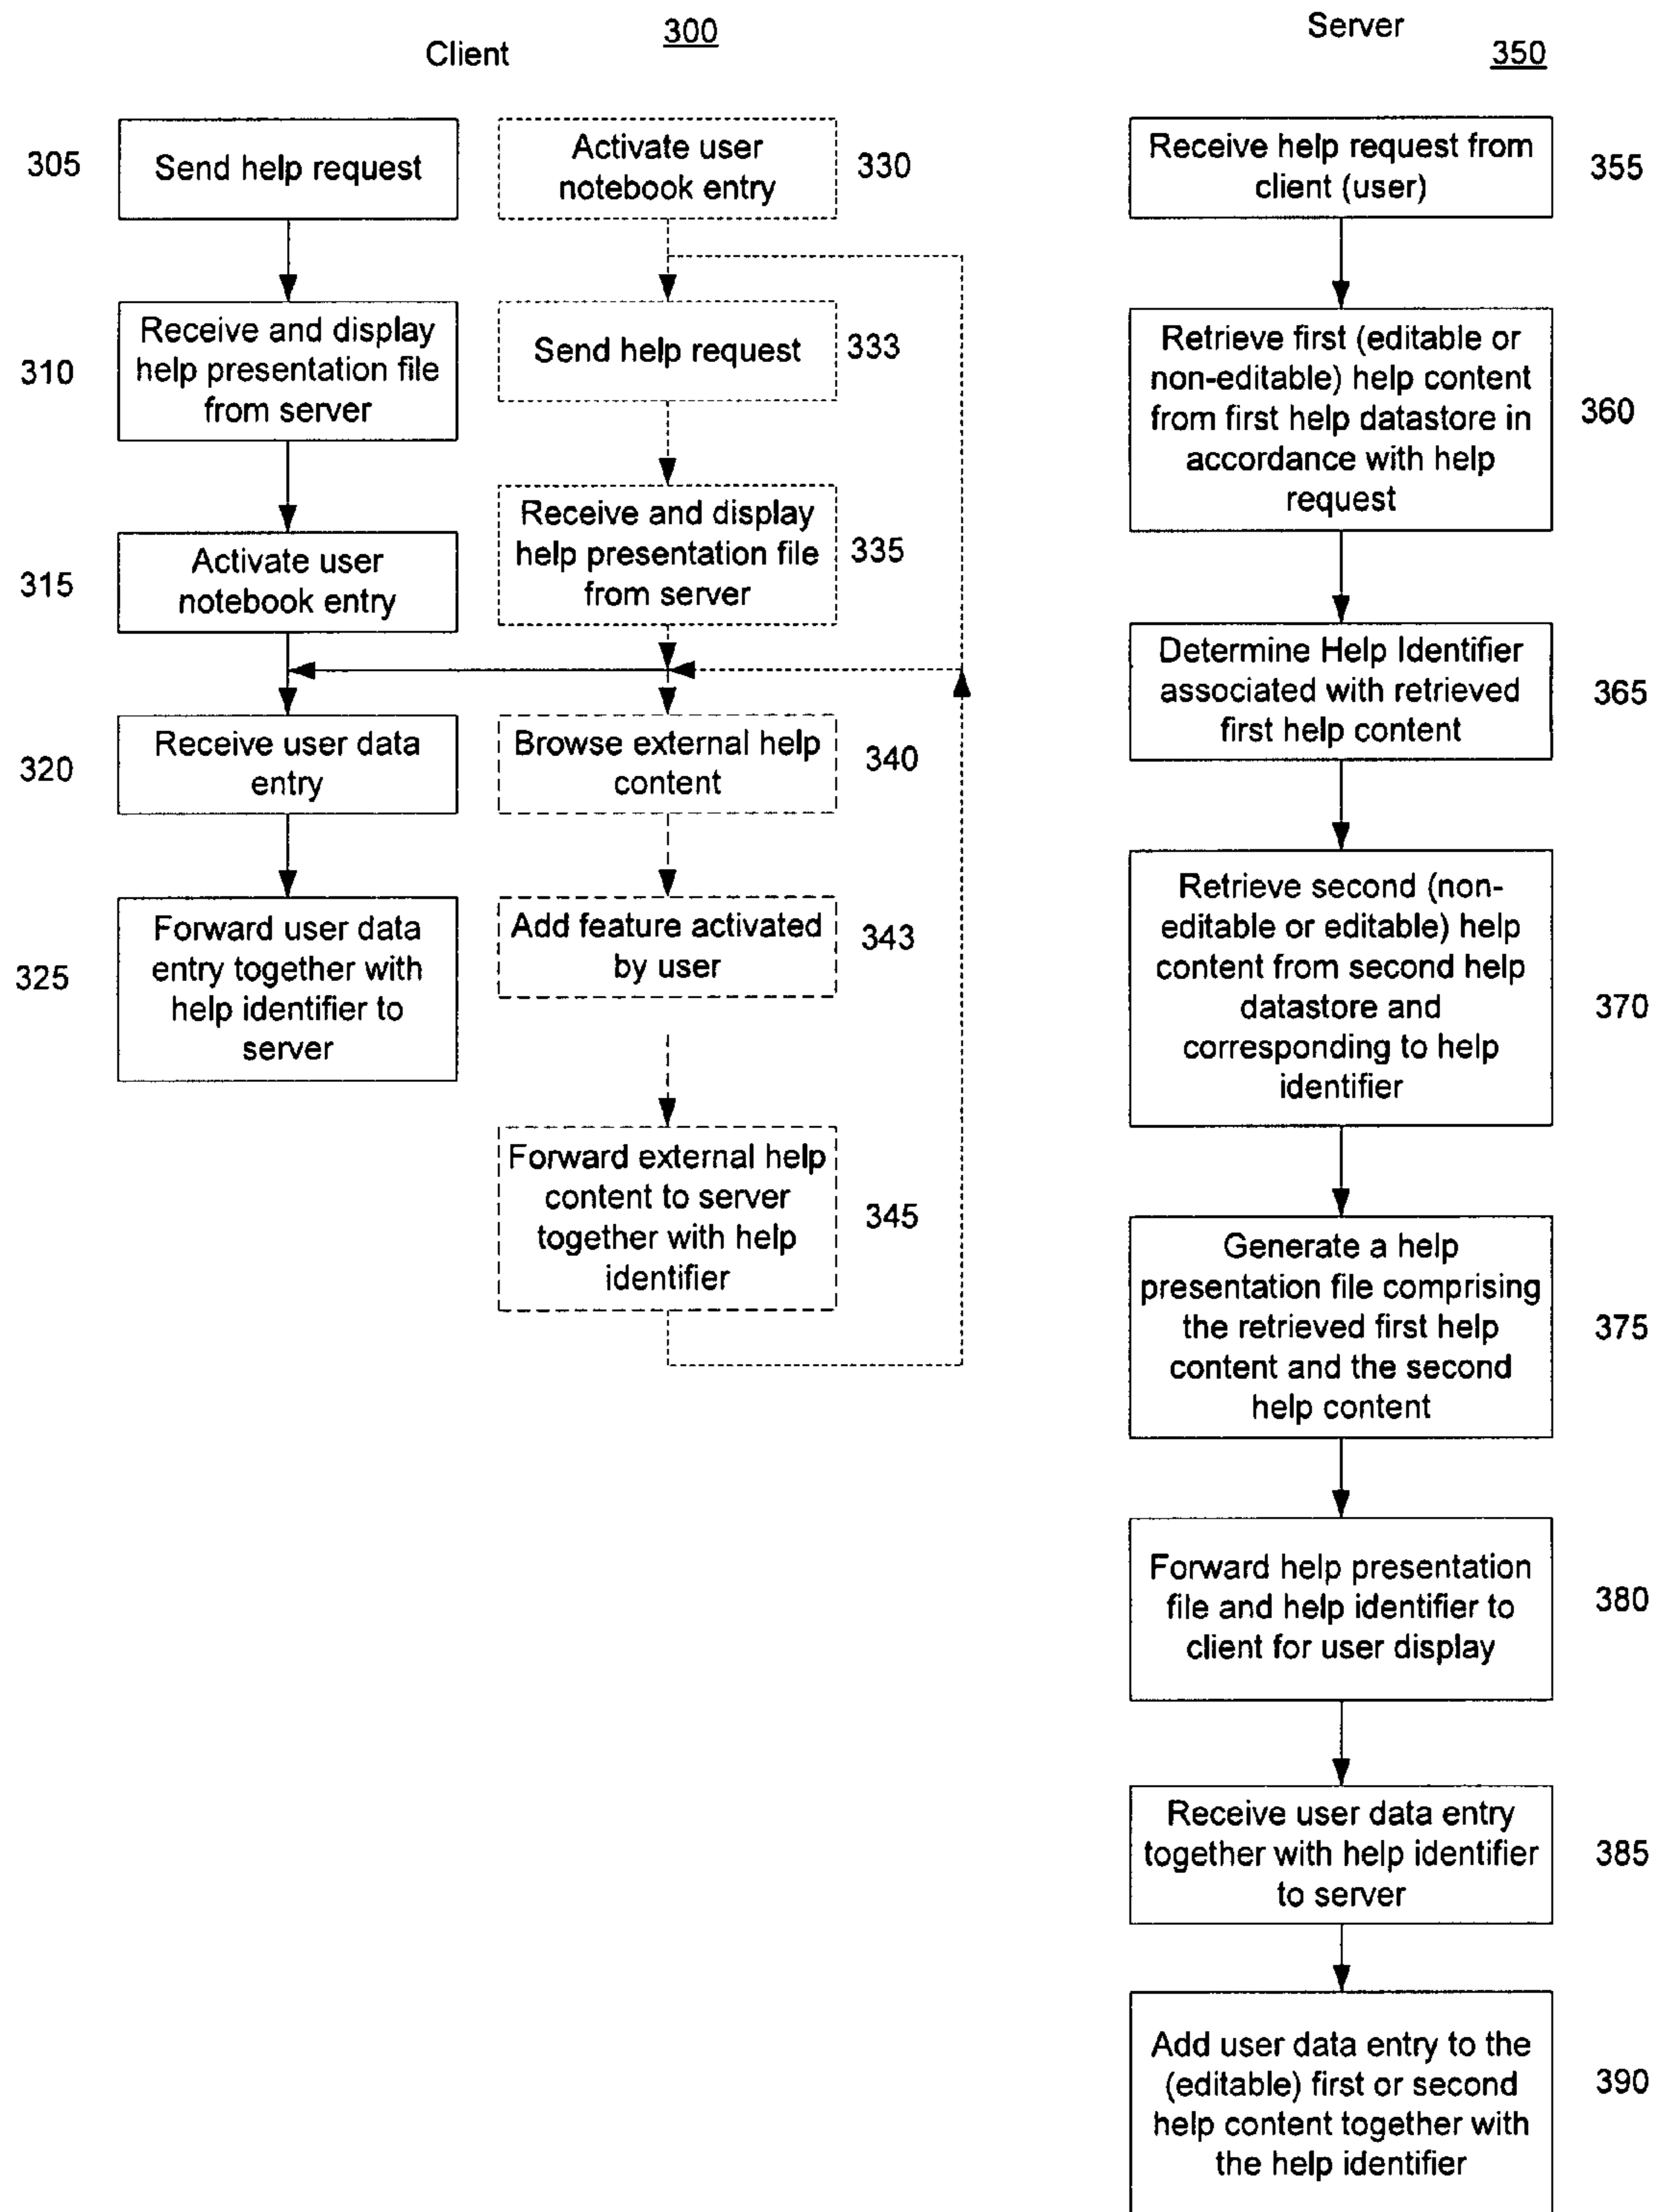 Client
300
305
Send help request
310
Receive and display
help presentation file
from server
315
Activate user
notebook entry
320
Receive user data
entry
325
Forward user data
entry together with
help identifier to
server
Activate user
notebook entry
330
Send help request
333
Receive and display
help presentation file
from server
335
Browse external help
content
340
Add feature activated
by user
343
Forward external help
content to server
together with help
identifier
345
Server
350
Receive help request from
client (user)
355
Retrieve first (editable or
non-editable) help content
from first help datastore in
accordance with help
request
360
Determine Help Identifier
associated with retrieved
first help content
365
Retrieve second (non-
editable or editable) help
content from second help
datastore and
corresponding to help
identifier
370
Generate a help
presentation file comprising
the retrieved first help
content and the second
help content
375
Forward help presentation
file and help identifier to
client for user display
380
Receive user data entry
together with help identifier
to server
385
Add user data entry to the
(editable) first or second
help content together with
the help identifier
390